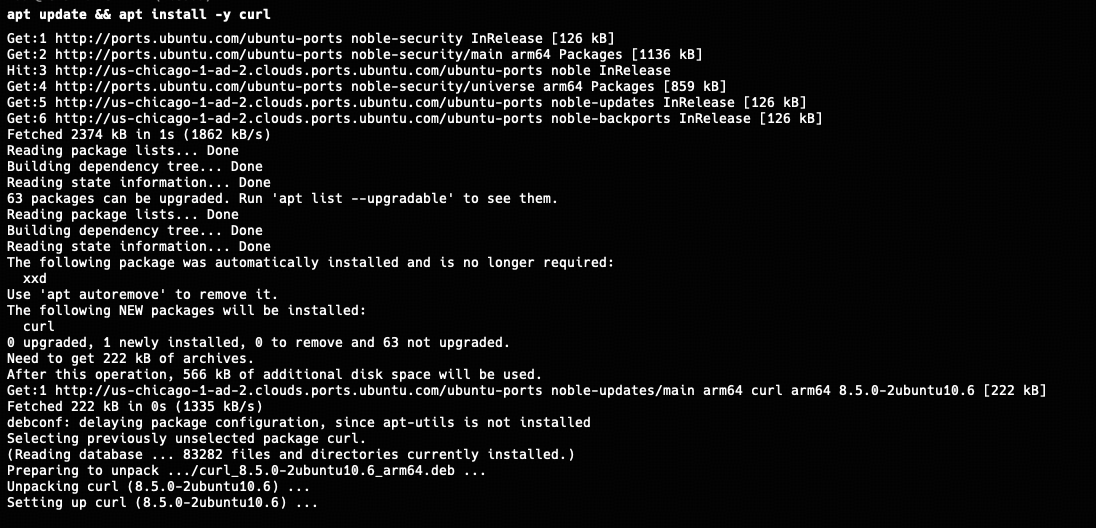 apt update && apt install -y curl
Get:1 http://ports.ubuntu.com/ubuntu-ports noble-security InRelease [126 kB]
Get:2 http://ports.ubuntu.com/ubuntu-ports noble-security/main arm64 Packages [1136 kB]
Hit:3 http://us-chicago-1-ad-2.clouds.ports.ubuntu.com/ubuntu-ports noble InRelease
Get:4 http://ports.ubuntu.com/ubuntu-ports noble-security/universe arm64 Packages [859 kB]
Get:5 http://us-chicago-1-ad-2.clouds.ports.ubuntu.com/ubuntu-ports noble-updates InRelease [126 kB]
Get:6 http://us-chicago-1-ad-2.clouds.ports.ubuntu.com/ubuntu-ports noble-backports InRelease [126 kB]
Fetched 2374 kB in 1s (1862 kB/s)
Reading package lists... Done
Building dependency tree... Done
Reading state information... Done
63 packages can be upgraded. Run 'apt list --upgradable' to see them.
Reading package lists... Done
Building dependency tree... Done
Reading state information... Done
The following package was automatically installed and is no longer required:
  xxd
Use 'apt autoremove' to remove it.
The following NEW packages will be installed:
  curl
0 upgraded, 1 newly installed, 0 to remove and 63 not upgraded.
Need to get 222 kB of archives.
After this operation, 566 kB of additional disk space will be used.
Get:1 http://us-chicago-1-ad-2.clouds.ports.ubuntu.com/ubuntu-ports noble-updates/main arm64 curl arm64 8.5.0-2ubuntu10.6 [222 kB]
Fetched 222 kB in 0s (1335 kB/s)
debconf: delaying package configuration, since apt-utils is not installed
Selecting previously unselected package curl.
(Reading database ... 83282 files and directories currently installed.)
Preparing to unpack .../curl_8.5.0-2ubuntu10.6_arm64.deb ...
Unpacking curl (8.5.0-2ubuntu10.6) ...
Setting up curl (8.5.0-2ubuntu10.6) ...